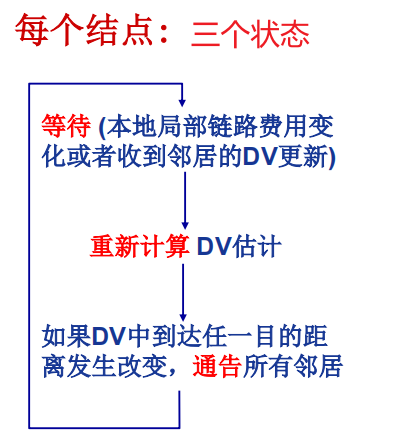 每个结点：三个状态
等待 (本地局部链路费用变
化或者收到邻居的DV更新)
重新计算 DV估计
如果DV中到达任一目的距
离发生改变，通告所有邻居